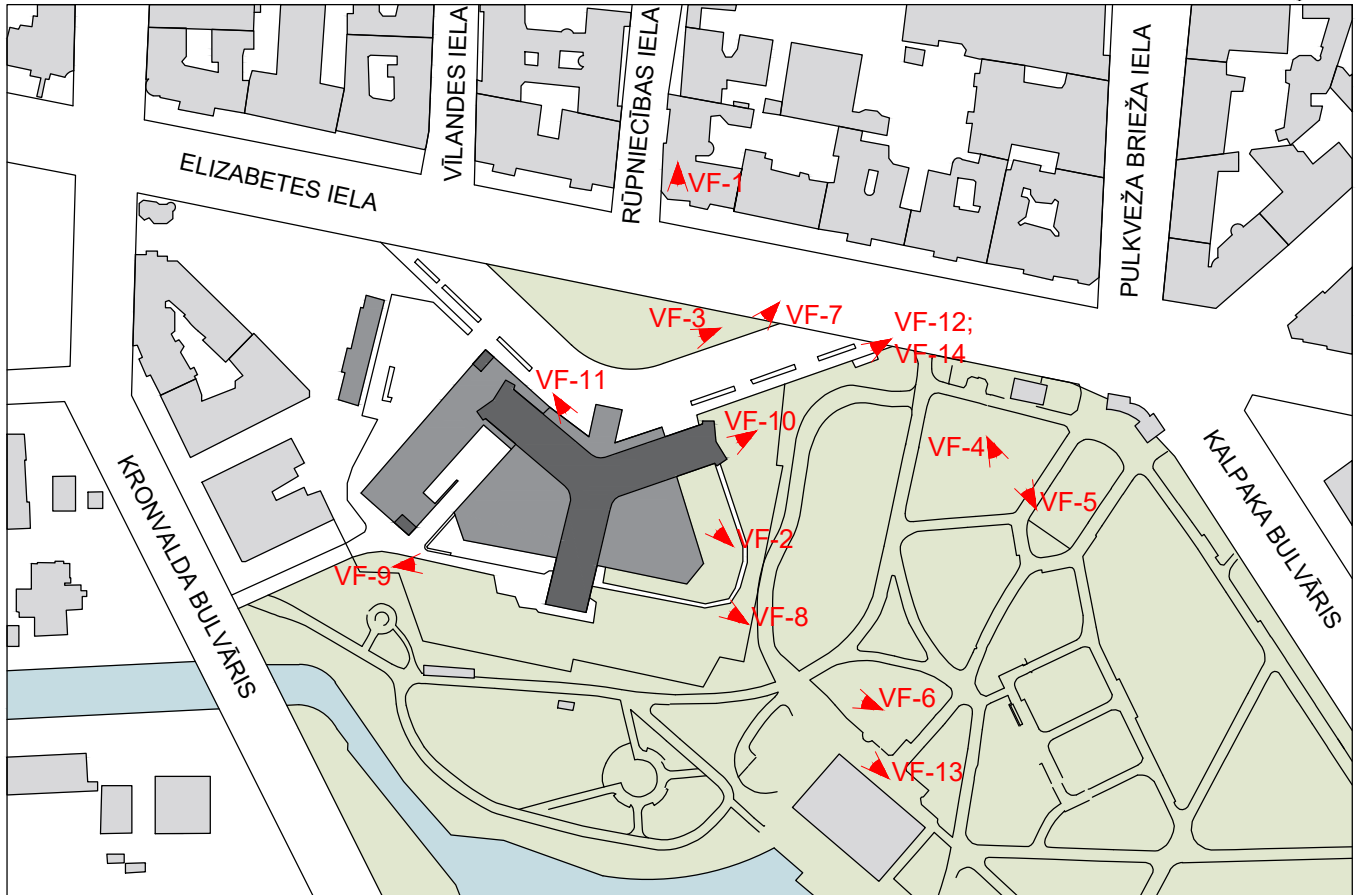 VĪLANDES IELA
RŪPNIECĪBAS IELA
PULKVEŽA BRIEŽA IELA
ELIZABETES IELA
VF-1
VF-7
VF-3
VF-12;
VF-14
VF-11
VF-10
VF-4
VF-5
KRONVALDA BULVĀRIS
KALPAKA BULVĀRIS
VF-2
VF-9
VF-8
VF-6
VF-13